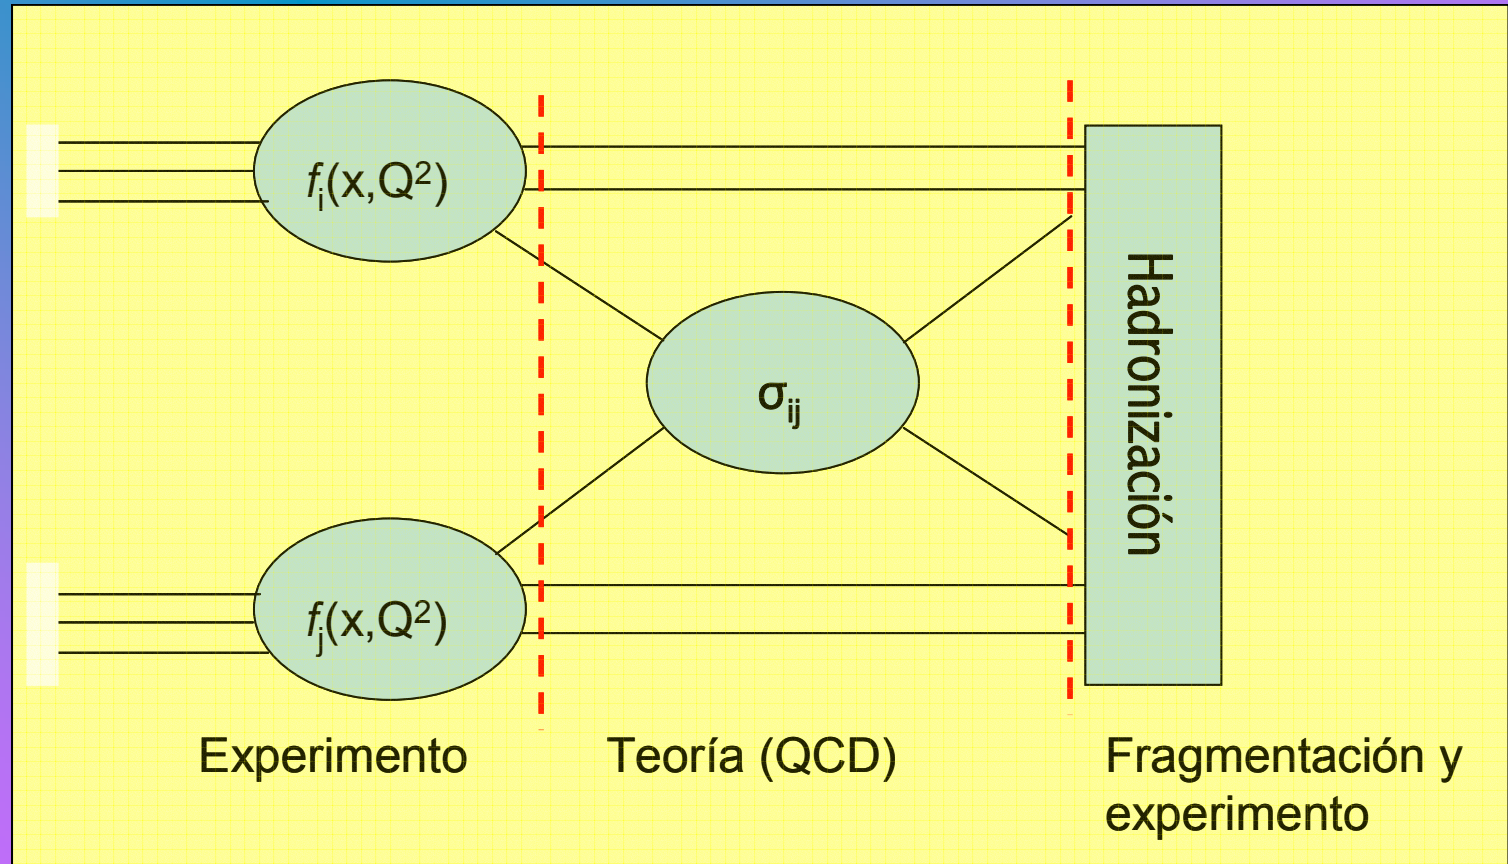 fi(x,Q²)
Hadronización
σij
fj(x,Q²)
Experimento
Teoría (QCD)
Fragmentación y
experimento